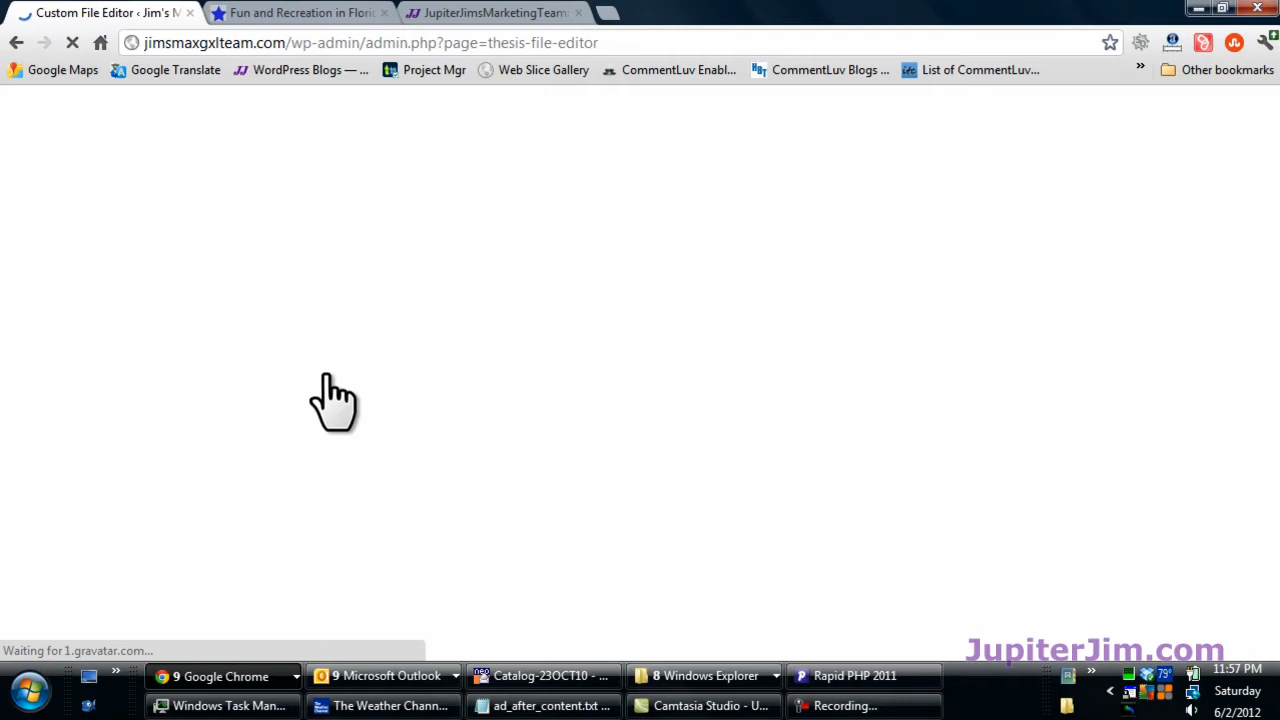 Custom File Editor ‹ Jim's M
Fun and Recreation in Floric
JupiterJimsMarketingTeam:
jimsmaxgxlteam.com/wp-admin/admin.php?page=thesis-file-editor
Google Maps
Google Translate
WordPress Blogs — ...
Project Mgr
Web Slice Gallery
CommentLuv Enabl...
CommentLuv Blogs ...
List of CommentLuv...
Other bookmarks
Waiting for 1.gravatar.com...
JupiterJim.com
9 Google Chrome
9 Microsoft Outlook
Catalog-23OCT10 - ...
8 Windows Explorer
Rapid PHP 2011
79°
11:57 PM
Windows Task Man...
The Weather Chann...
ad_after_content.txt ...
Camtasia Studio - U...
Recording...
Saturday
6/2/2012